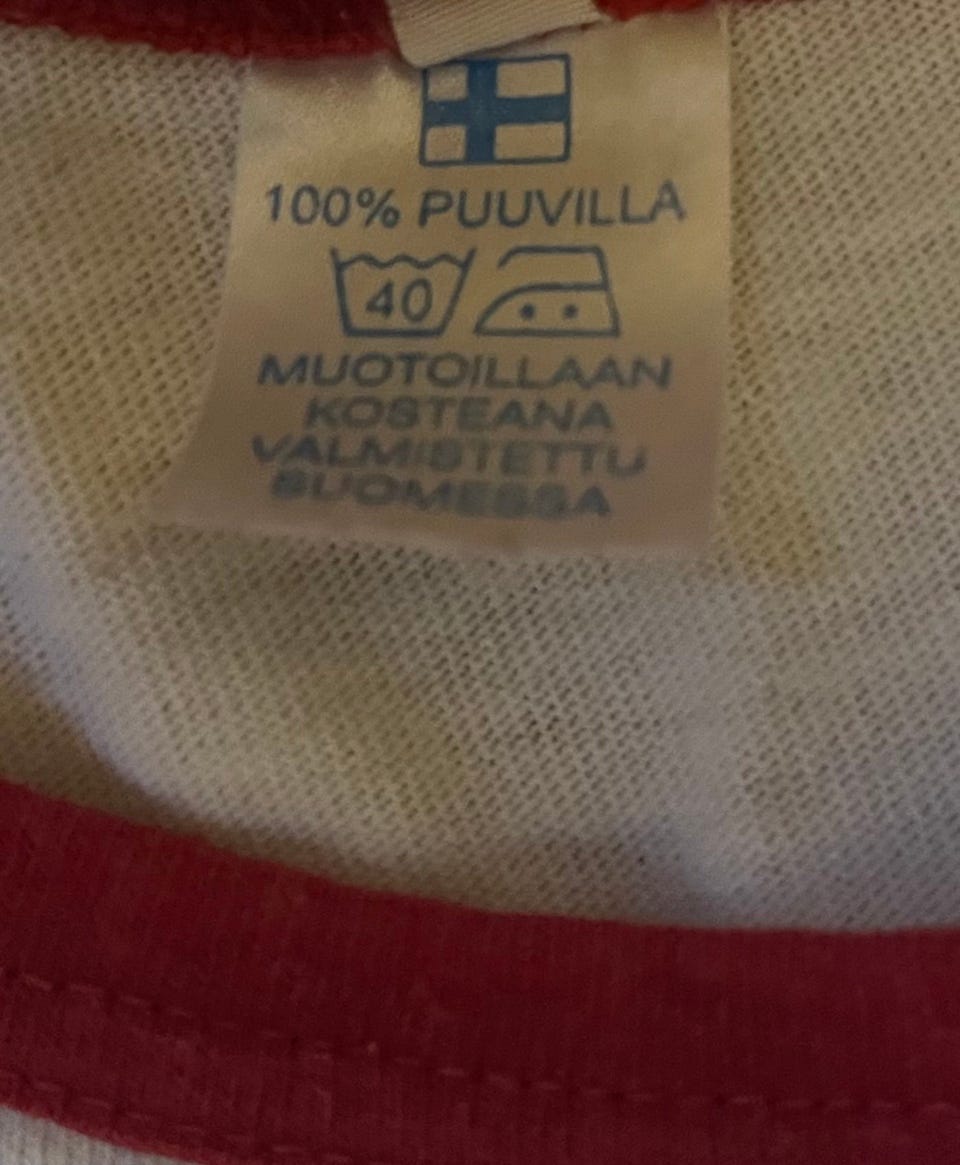 100% PUUVILLA
40
MUOTOILLAAN
KOSTEANA
VALMISTETTU
SUOMESSA